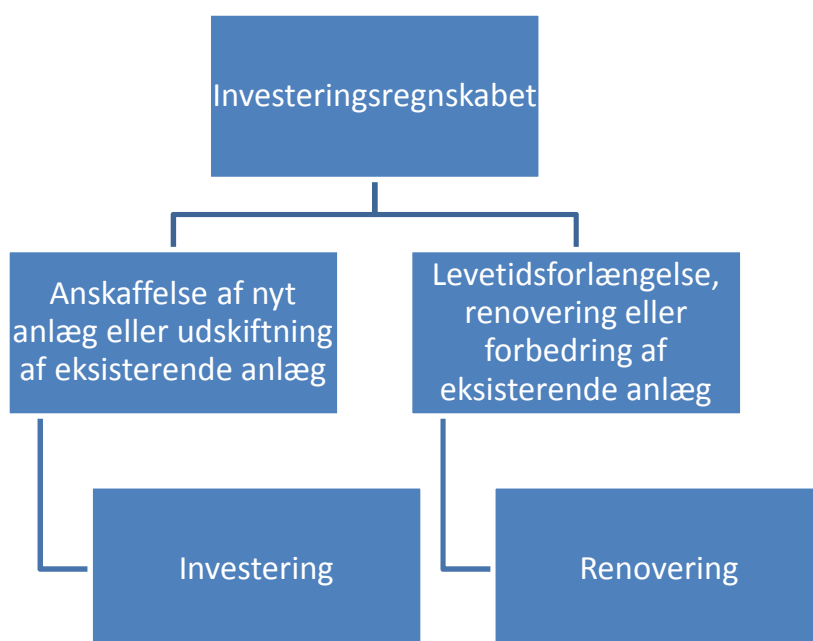 Investeringsregnskabet
Anskaffelse af nyt
anlæg eller udskiftning
af eksisterende anlæg
Levetidsforlængelse,
renovering eller
forbedring af
eksisterende anlæg
Investering
Renovering